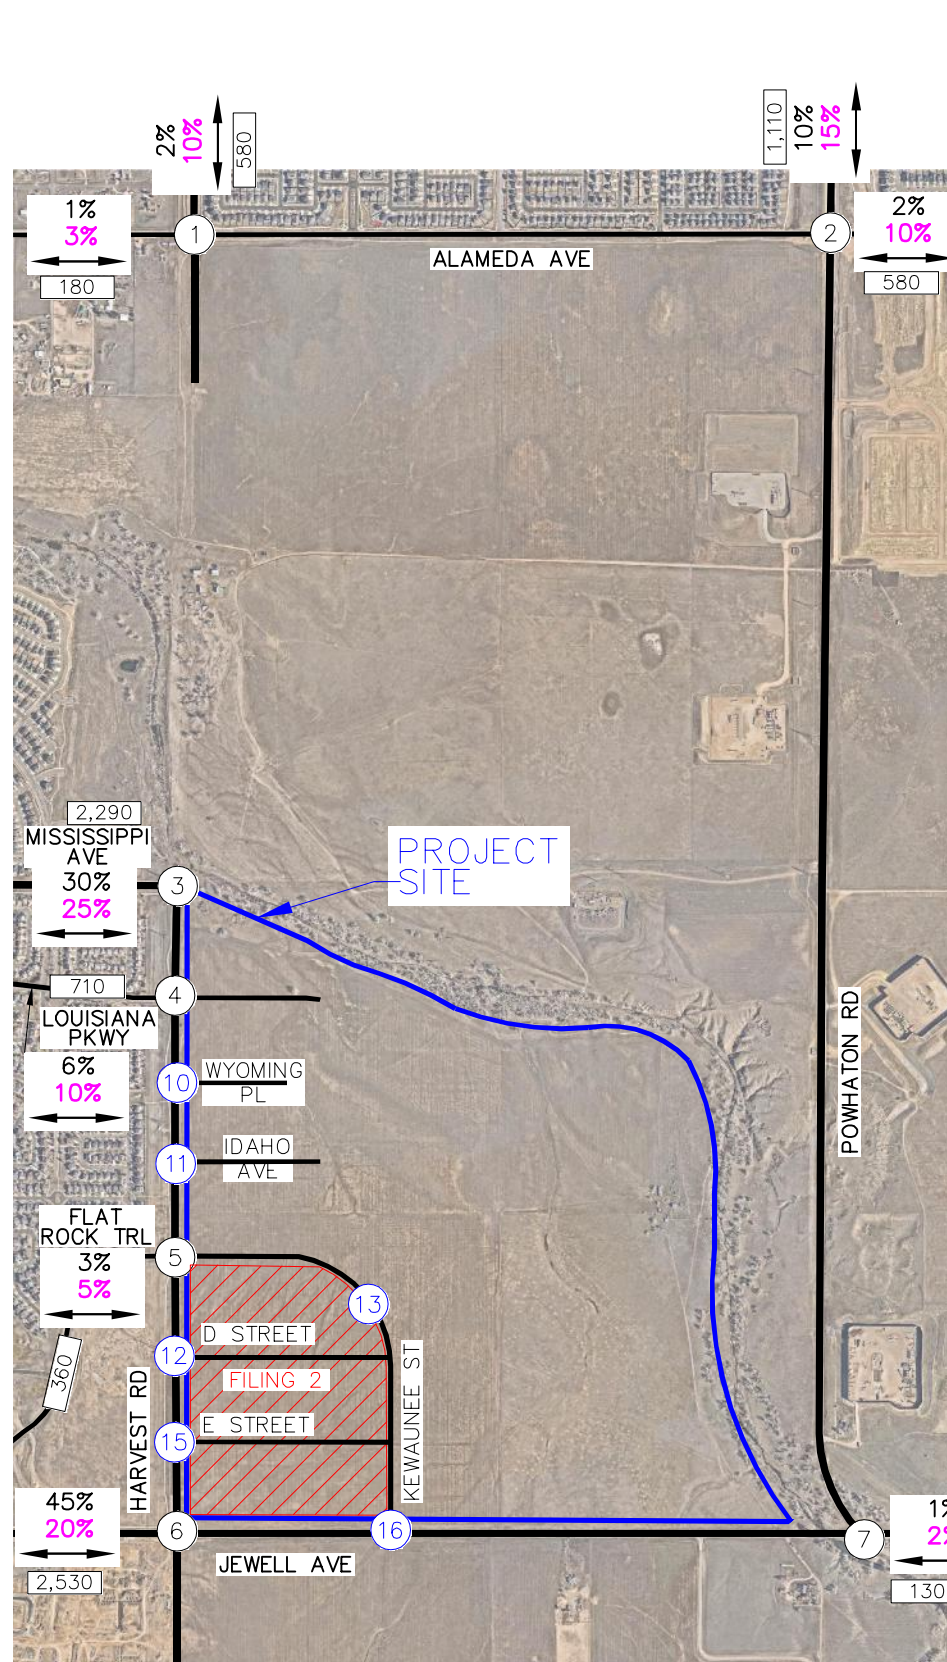 2%
10%
580
1,110
10%
15%
1%
3%
180
1
2
2%
10%
580
ALAMEDA AVE
2,290
MISSISSIPPI
AVE
30%
25%
3
PROJECT
SITE
710
4
LOUISIANA
PKWY
6%
10%
10
WYOMING
PL
POWHATON RD
11
IDAHO
AVE
FLAT
ROCK TRL
3%
5%
5
13
360
12
D STREET
FILING 2
HARVEST RD
15
E STREET
KEWAUNEE ST
45%
20%
2,530
6
16
JEWELL AVE
7
130